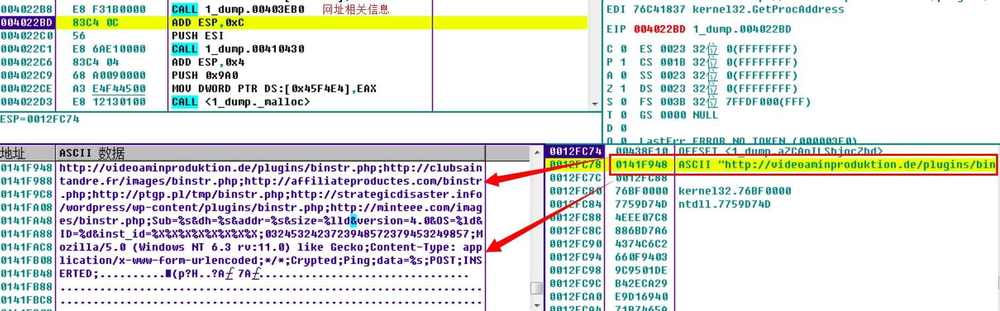 004022B8 E8 F31B0000 CALL 1_dump.00403EB0 网址相关信息
004022BD 83C4 0C ADD ESP,0xC
004022C0 56 PUSH ESI
004022C1 E8 6AE10000 CALL 1_dump.00410430
004022C6 83C4 04 ADD ESP,0x4
004022C9 68 A0090000 PUSH 0x9A0
004022CE A3 E4F44500 MOV DWORD PTR DS:[0x45F4E4],EAX
004022D3 E8 12130100 CALL <1_dump._malloc>
ESP=0012FC74
EDI 76C41837 kernel32.GetProcAddress
EIP 004022BD 1_dump.004022BD
C 0 ES 0023 32位 0(FFFFFFFF)
P 1 CS 001B 32位 0(FFFFFFFF)
A 0 SS 0023 32位 0(FFFFFFFF)
Z 1 DS 0023 32位 0(FFFFFFFF)
S 0 FS 003B 32位 7FFDF000(FFF)
T 0 GS 0000 NULL
D 0
O 0 LastErr ERROR_NO_TOKEN (000003F0)
地址 ASCII 数据
0141F948 http://videoaminproduktion.de/plugins/binstr.php;http://clubsain
0141F988 tandre.fr/images/binstr.php;http://affiliateproductes.com/binstr
0141F9C8 .php;http://ptgp.pl/tmp/binstr.php;http://strategicdisaster.info
0141FA08 /wordpress/wp-content/plugins/binstr.php;http://minteee.com/imag
0141FA48 es/binstr.php;Sub=%s&dh=%s&addr=%s&size=%lld&version=4.0&OS=%ld&
0141FA88 ID=%d&inst_id=%X%X%X%X%X%X%X%X;0324532423723948572379453249857;M
0141FAC8 ozilla/5.0 (Windows NT 6.3 rv:11.0) like Gecko;Content-Type: app
0141FB08 lication/x-www-form-urlencoded;*/*;Crypted;Ping;data=%s;POST;INS
0141FB48 ERTED;
0141FB88
0141FBC8
0012FC74 00438F10 OFFSET <1_dump.aZCAnILShjocZhd>
0012FC78 0141F948 ASCII "http://videoaminproduktion.de/plugins/bin
0012FC7C 0012FC88
0012FC80 76BF0000 kernel32.76BF0000
0012FC84 7759D74D ntdll.7759D74D
0012FC88 4EEE07C8
0012FC8C 886BD7A6
0012FC90 4374C6C2
0012FC94 660F9403
0012FC98 9C9501DE
0012FC9C B42ECA29
0012FCA0 E9D16940
0012FCA4 71B7465A